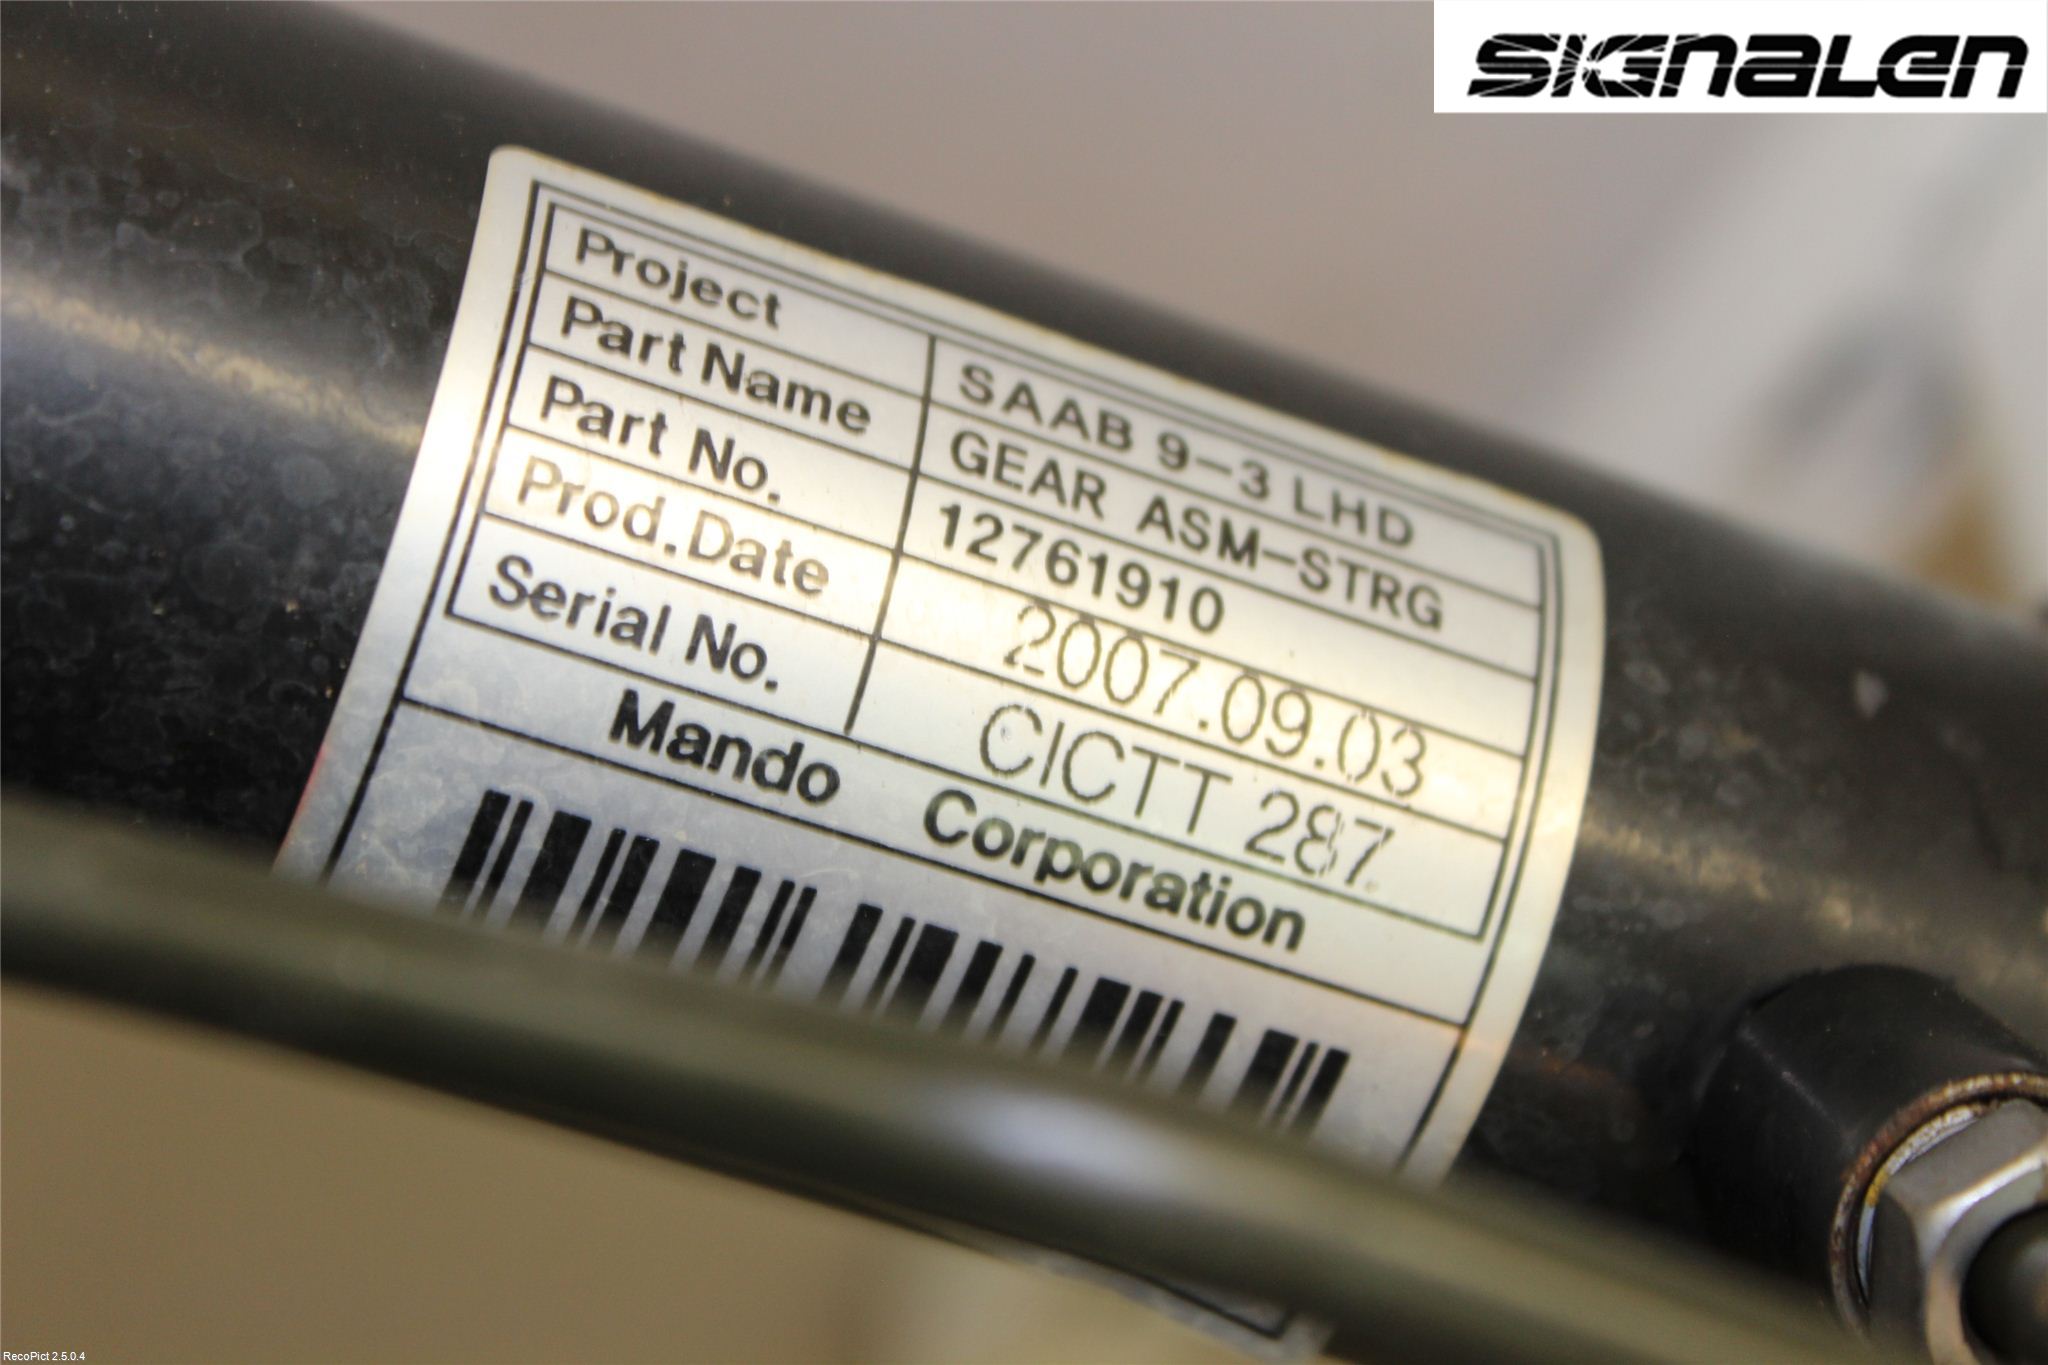 SIGNALEN
Project SAAB 9-3 LHD
Part Name GEAR ASM-STRG
Part No. 12761910
Prod.Date 2007.09.03
Serial No. CICTT 287
Mando Corporation
RecoPict 2.5.0.4